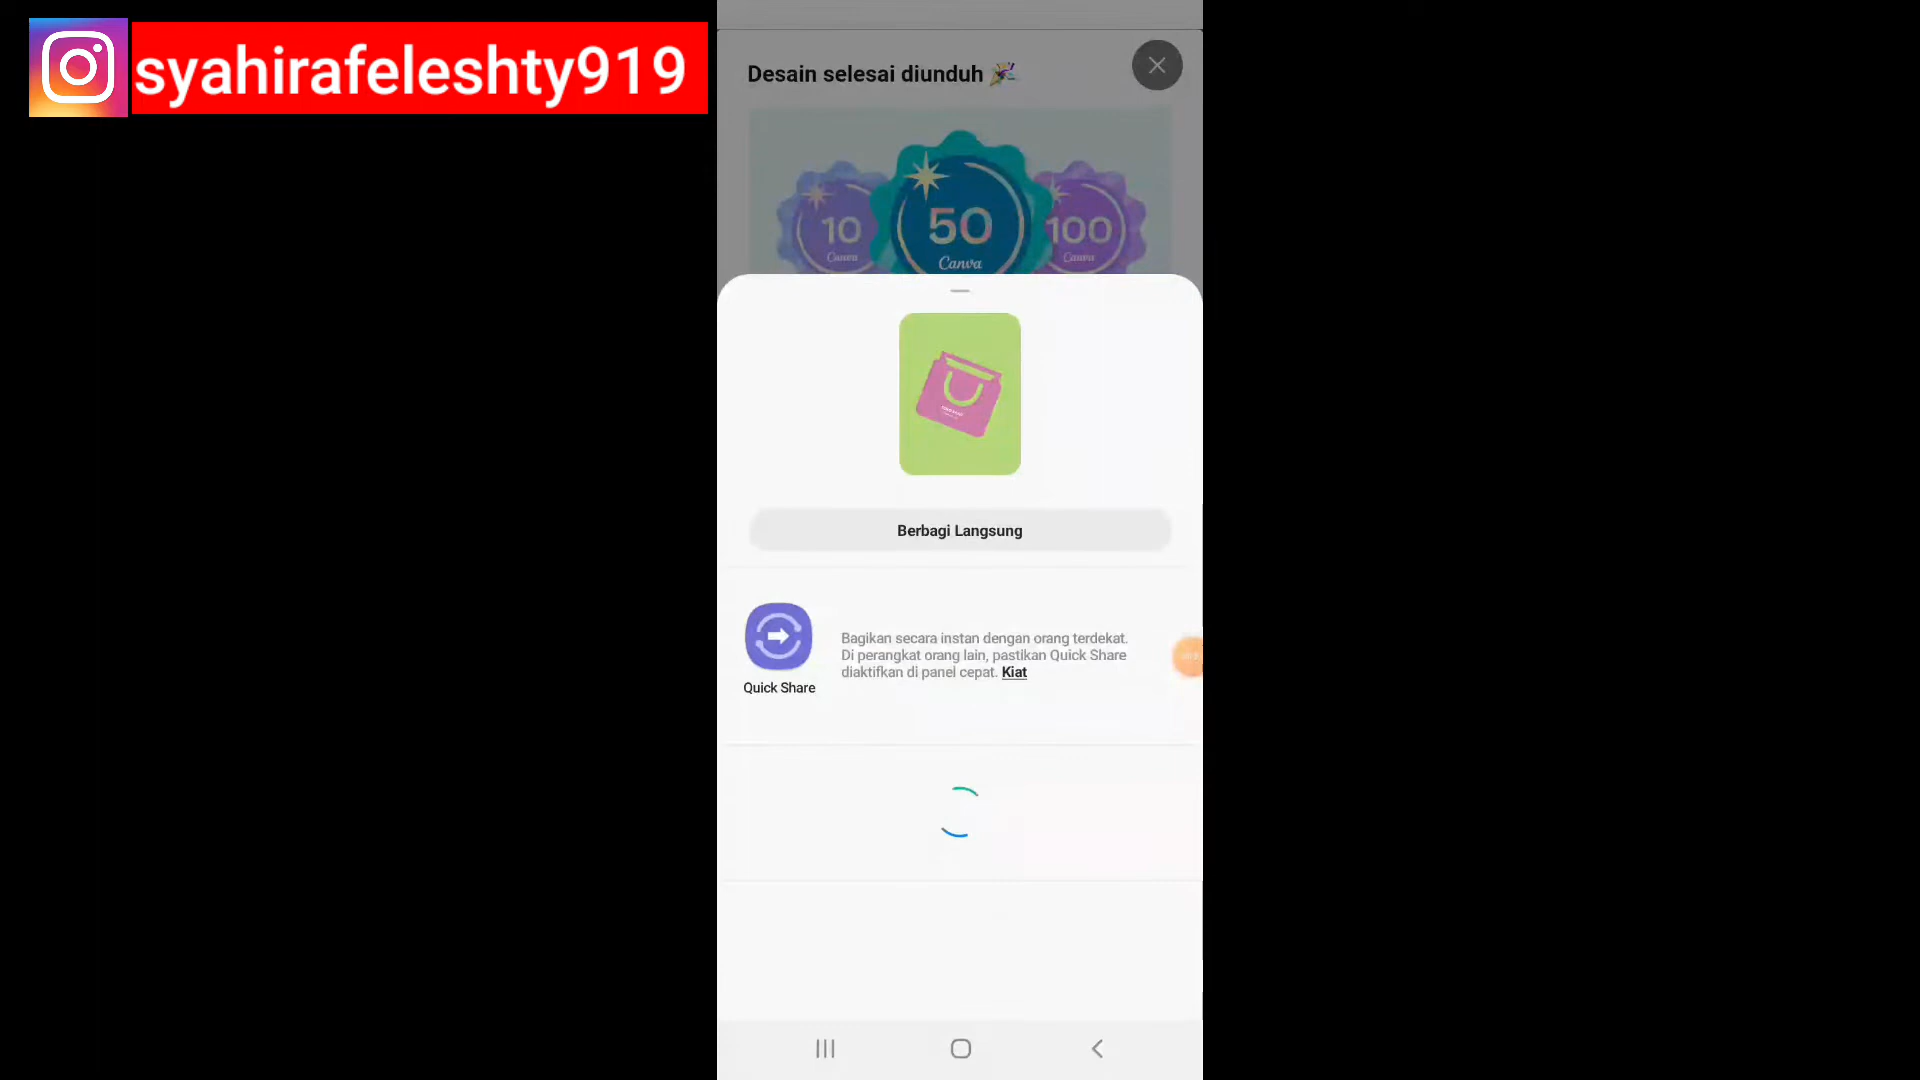 syahirafeleshty919
Desain selesai diunduh
10
50
100
Canva
Canva
Canva
Berbagi Langsung
Bagikan secara instan dengan orang terdekat.
Di perangkat orang lain, pastikan Quick Share
diaktifkan di panel cepat. Kiat
Quick Share